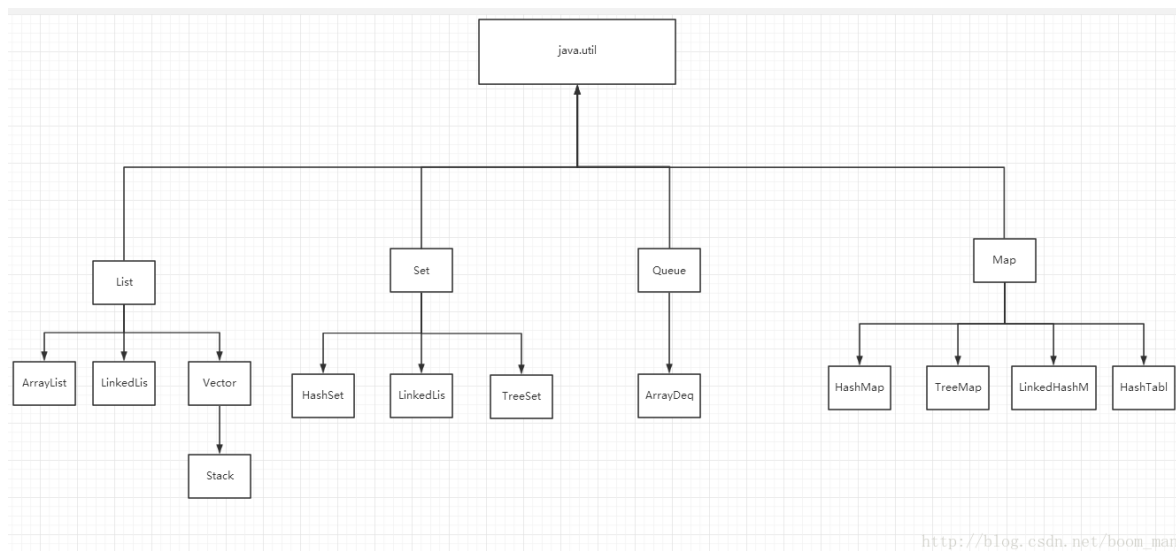 java.util
List
Set
Queue
Map
ArrayList
LinkedLis
Vector
HashSet
LinkedLis
TreeSet
ArrayDeq
HashMap
TreeMap
LinkedHashM
HashTabl
Stack
http://blog.csdn.net/boom_man